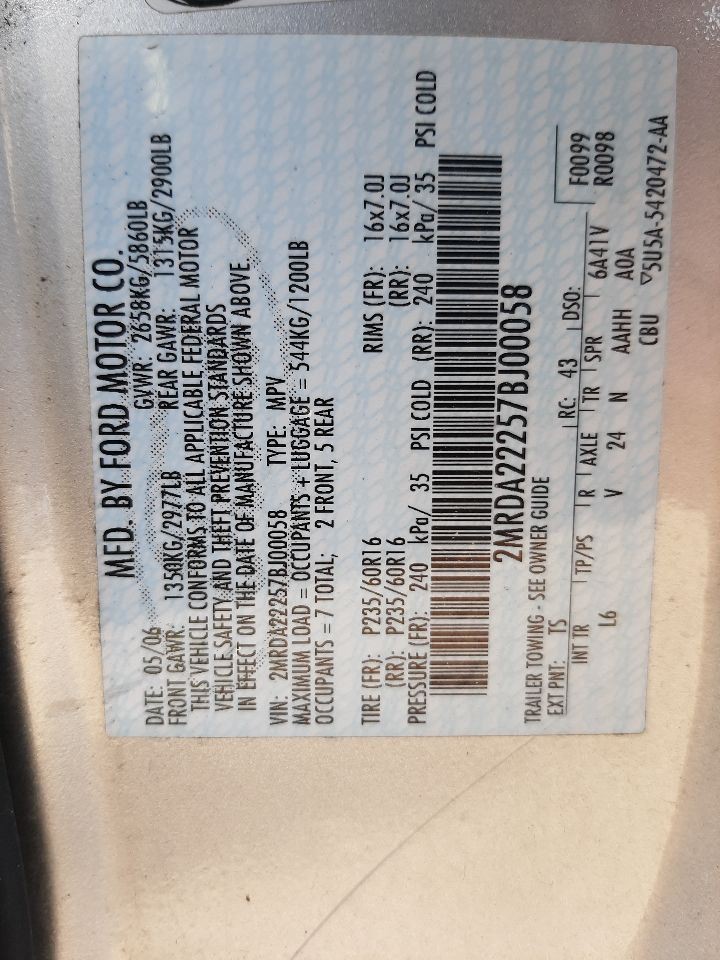 MFD. BY FORD MOTOR CO.
DATE: 05/06 GVWR: 2658KG/5860LB
FRONT GAWR: 1350KG/2977LB REAR GAWR: 1315KG/2900LB
THIS VEHICLE CONFORMS TO ALL APPLICABLE FEDERAL MOTOR
VEHICLE SAFETY AND THEFT PREVENTION STANDARDS
IN EFFECT ON THE DATE OF MANUFACTURE SHOWN ABOVE.
VIN: 2MRDA22257BJ00058 TYPE: MPV
MAXIMUM LOAD = OCCUPANTS + LUGGAGE = 544KG/1200LB
OCCUPANTS = 7 TOTAL; 2 FRONT, 5 REAR
TIRE (FR): P235/60R16 RIMS (FR): 16x7.0J
(RR): P235/60R16 (RR): 16x7.0J
PRESSURE (FR): 240 kPa/ 35 PSI COLD (RR): 240 kPa/ 35 PSI COLD
2MRDA22257BJ00058
TRAILER TOWING - SEE OWNER GUIDE
EXT PNT: TS RC: 43 DSO: F0099
INT TR TP/PS R AXLE TR SPR 6A41V R0098
L6 V 24 N AAHH A0A
CBU ▽5U5A-5420472-AA